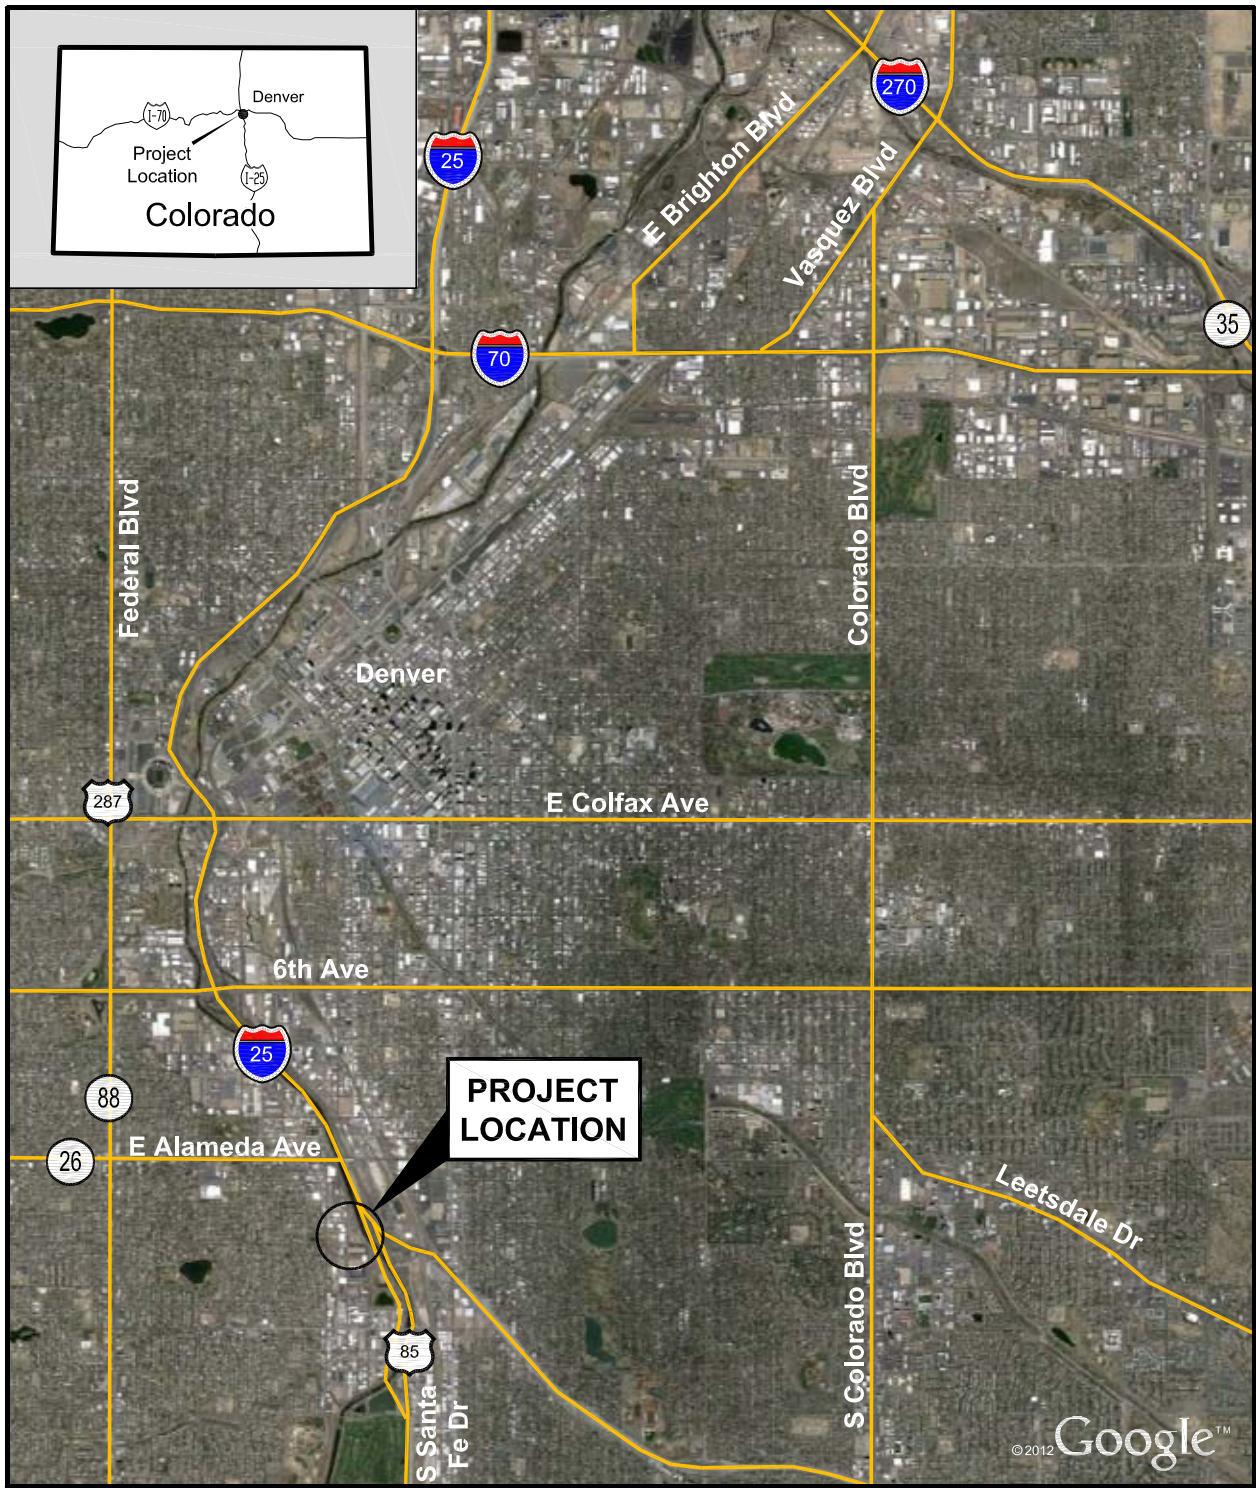 Denver
I-70
Project
Location
I-25
Colorado
25
270
E Brighton Blvd
Vasquez Blvd
35
70
Federal Blvd
Colorado Blvd
Denver
287
E Colfax Ave
6th Ave
25
PROJECT
LOCATION
88
E Alameda Ave
26
Leetsdale Dr
S Colorado Blvd
85
S Santa
Fe Dr
©2012 Google™